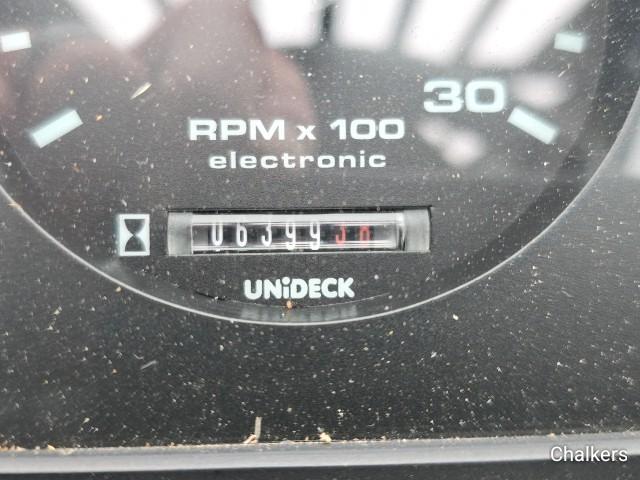 30
RPM x 100
electronic
06399
UNiDECK
Chalkers